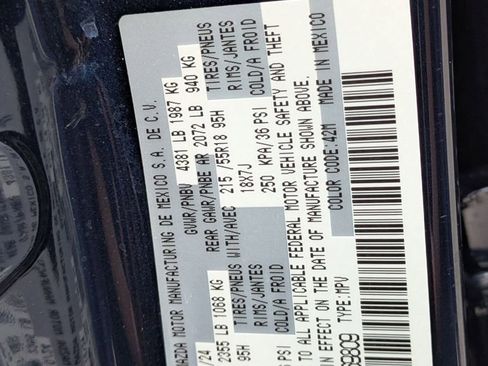 MAZDA MOTOR MANUFACTURING DE MEXICO S.A. DE C.V.
/24 GVWR/PNBV 4381 LB 1987 KG
2355 LB 1068 KG REAR GAWR/PNBE AR 2072 LB 940 KG
TIRES/PNEUS WITH/AVEC 215/55R18 95H TIRES/PNEUS
95H RIMS/JANTES 18X7J RIMS/JANTES
PSI COLD/A FROID 250 KPA/36 PSI COLD/A FROID
TO ALL APPLICABLE FEDERAL MOTOR VEHICLE SAFETY AND THEFT
IN EFFECT ON THE DATE OF MANUFACTURE SHOWN ABOVE.
69809 COLOR CODE:42M MADE IN MEXICO
TYPE:MPV